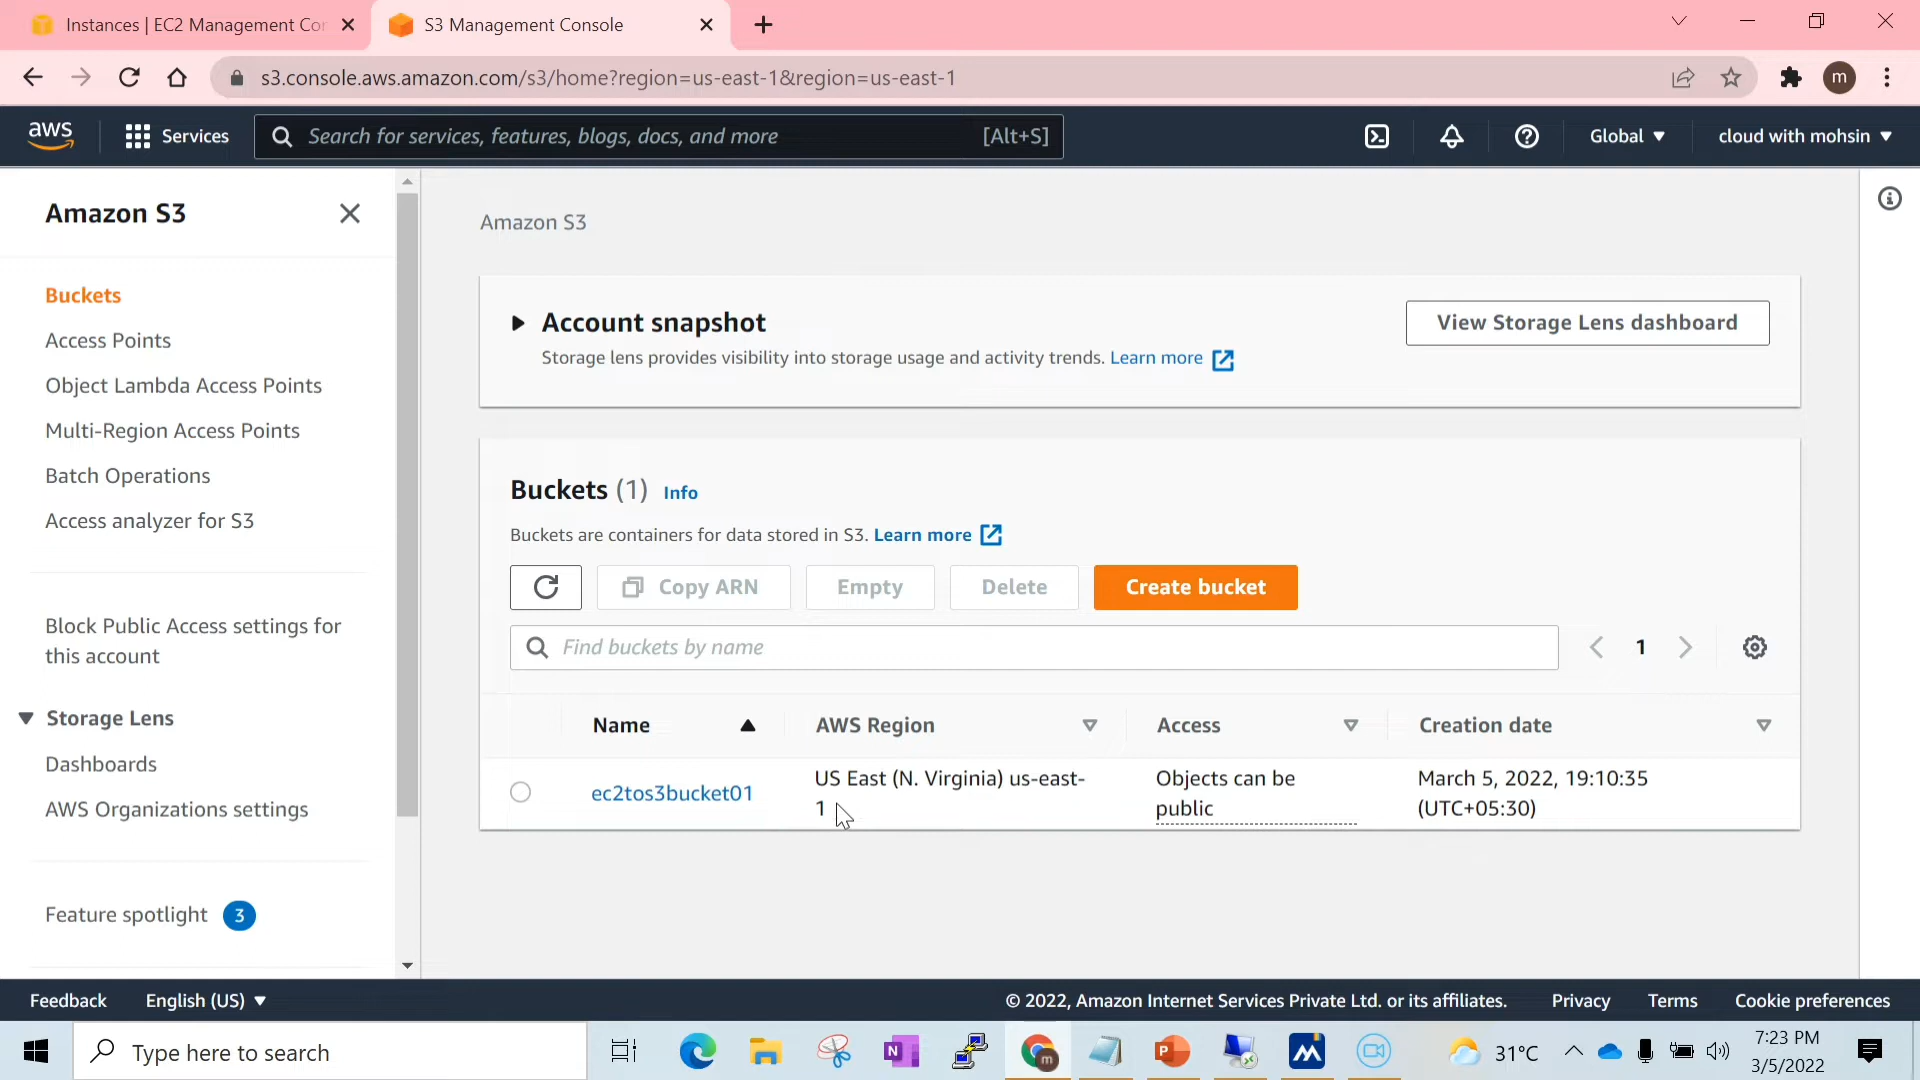 Instances | EC2 Management Con
S3 Management Console
s3.console.aws.amazon.com/s3/home?region=us-east-1&region=us-east-1
m
aws
Services
Search for services, features, blogs, docs, and more
[Alt+S]
Global
cloud with mohsin
Amazon S3
Buckets
Access Points
Object Lambda Access Points
Multi-Region Access Points
Batch Operations
Access analyzer for S3
Block Public Access settings for
this account
Storage Lens
Dashboards
AWS Organizations settings
Feature spotlight 3
Amazon S3
Account snapshot
Storage lens provides visibility into storage usage and activity trends. Learn more
View Storage Lens dashboard
Buckets (1) Info
Buckets are containers for data stored in S3. Learn more
Copy ARN
Empty
Delete
Create bucket
Find buckets by name
1
Name
AWS Region
Access
Creation date
ec2tos3bucket01
US East (N. Virginia) us-east-
1
Objects can be
public
March 5, 2022, 19:10:35
(UTC+05:30)
Feedback
English (US)
© 2022, Amazon Internet Services Private Ltd. or its affiliates.
Privacy
Terms
Cookie preferences
Type here to search
31°C
7:23 PM
3/5/2022